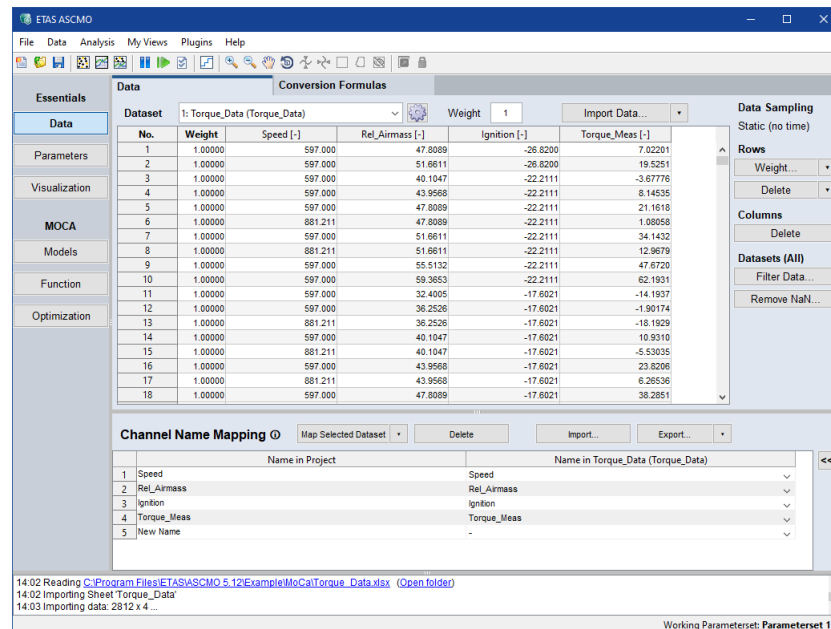 ETAS ASCMO
File Data Analysis My Views Plugins Help
Essentials
Data
Parameters
Visualization
MOCA
Models
Function
Optimization
Data Conversion Formulas
Dataset 1: Torque_Data (Torque_Data) Weight 1 Import Data...
No. Weight Speed [-] Rel_Airmass [-] Ignition [-] Torque_Meas [-]
1 1.00000 597.000 47.8089 -26.8200 7.02201
2 1.00000 597.000 51.6611 -26.8200 19.5251
3 1.00000 597.000 40.1047 -22.2111 -3.67776
4 1.00000 597.000 43.9568 -22.2111 8.14535
5 1.00000 597.000 47.8089 -22.2111 21.1618
6 1.00000 881.211 47.8089 -22.2111 1.08058
7 1.00000 597.000 51.6611 -22.2111 34.1432
8 1.00000 881.211 51.6611 -22.2111 12.9679
9 1.00000 597.000 55.5132 -22.2111 47.6720
10 1.00000 597.000 59.3653 -22.2111 62.1931
11 1.00000 597.000 32.4005 -17.6021 -14.1937
12 1.00000 597.000 36.2526 -17.6021 -1.90174
13 1.00000 881.211 36.2526 -17.6021 -18.1929
14 1.00000 597.000 40.1047 -17.6021 10.9310
15 1.00000 881.211 40.1047 -17.6021 -5.53035
16 1.00000 597.000 43.9568 -17.6021 23.8206
17 1.00000 881.211 43.9568 -17.6021 6.26536
18 1.00000 597.000 47.8089 -17.6021 38.2851
Data Sampling
Static (no time)
Rows
Weight...
Delete
Columns
Delete
Datasets (All)
Filter Data...
Remove NaN...
Channel Name Mapping Map Selected Dataset Delete Import... Export...
Name in Project Name in Torque_Data (Torque_Data)
<<
1 Speed Speed
2 Rel_Airmass Rel_Airmass
3 Ignition Ignition
4 Torque_Meas Torque_Meas
5 New Name -
14:02 Reading C:\Program Files\ETAS\ASCMO 5.12\Example\MoCa\Torque_Data.xlsx (Open folder)
14:02 Importing Sheet 'Torque_Data'
14:03 Importing data: 2812 x 4 ...
Working Parameterset: Parameterset 1